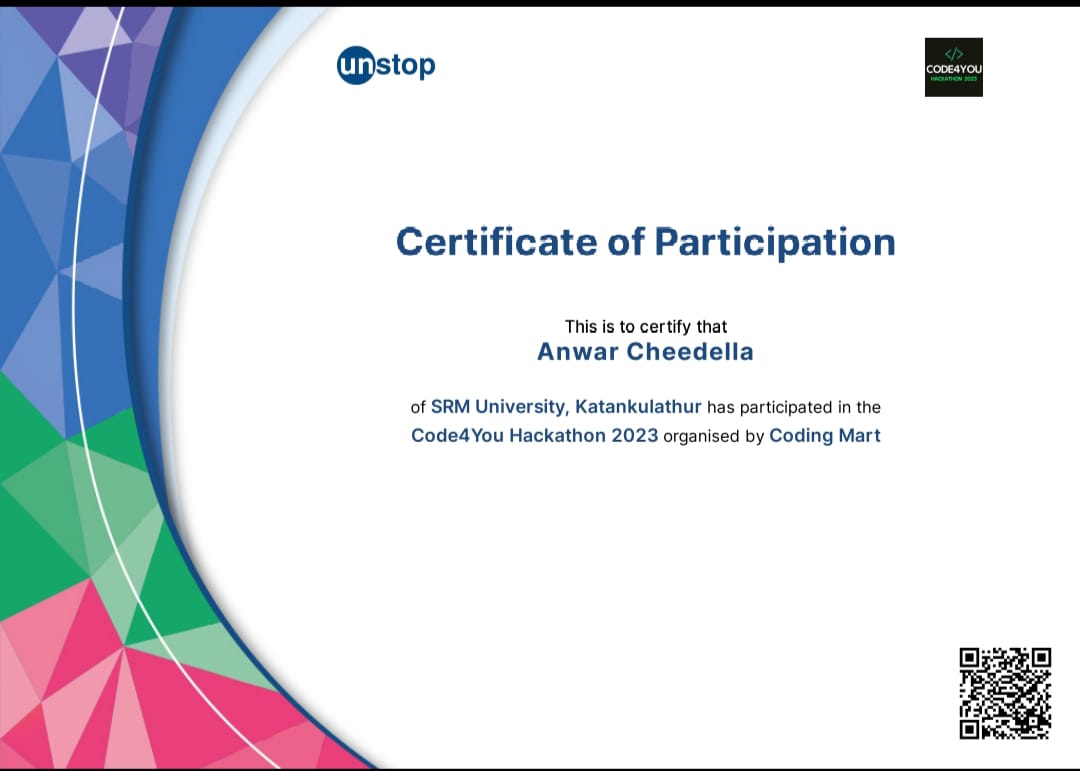 unstop
</>
CODE4YOU
HACKATHON 2023
Certificate of Participation
This is to certify that
Anwar Cheedella
of SRM University, Katankulathur has participated in the
Code4You Hackathon 2023 organised by Coding Mart